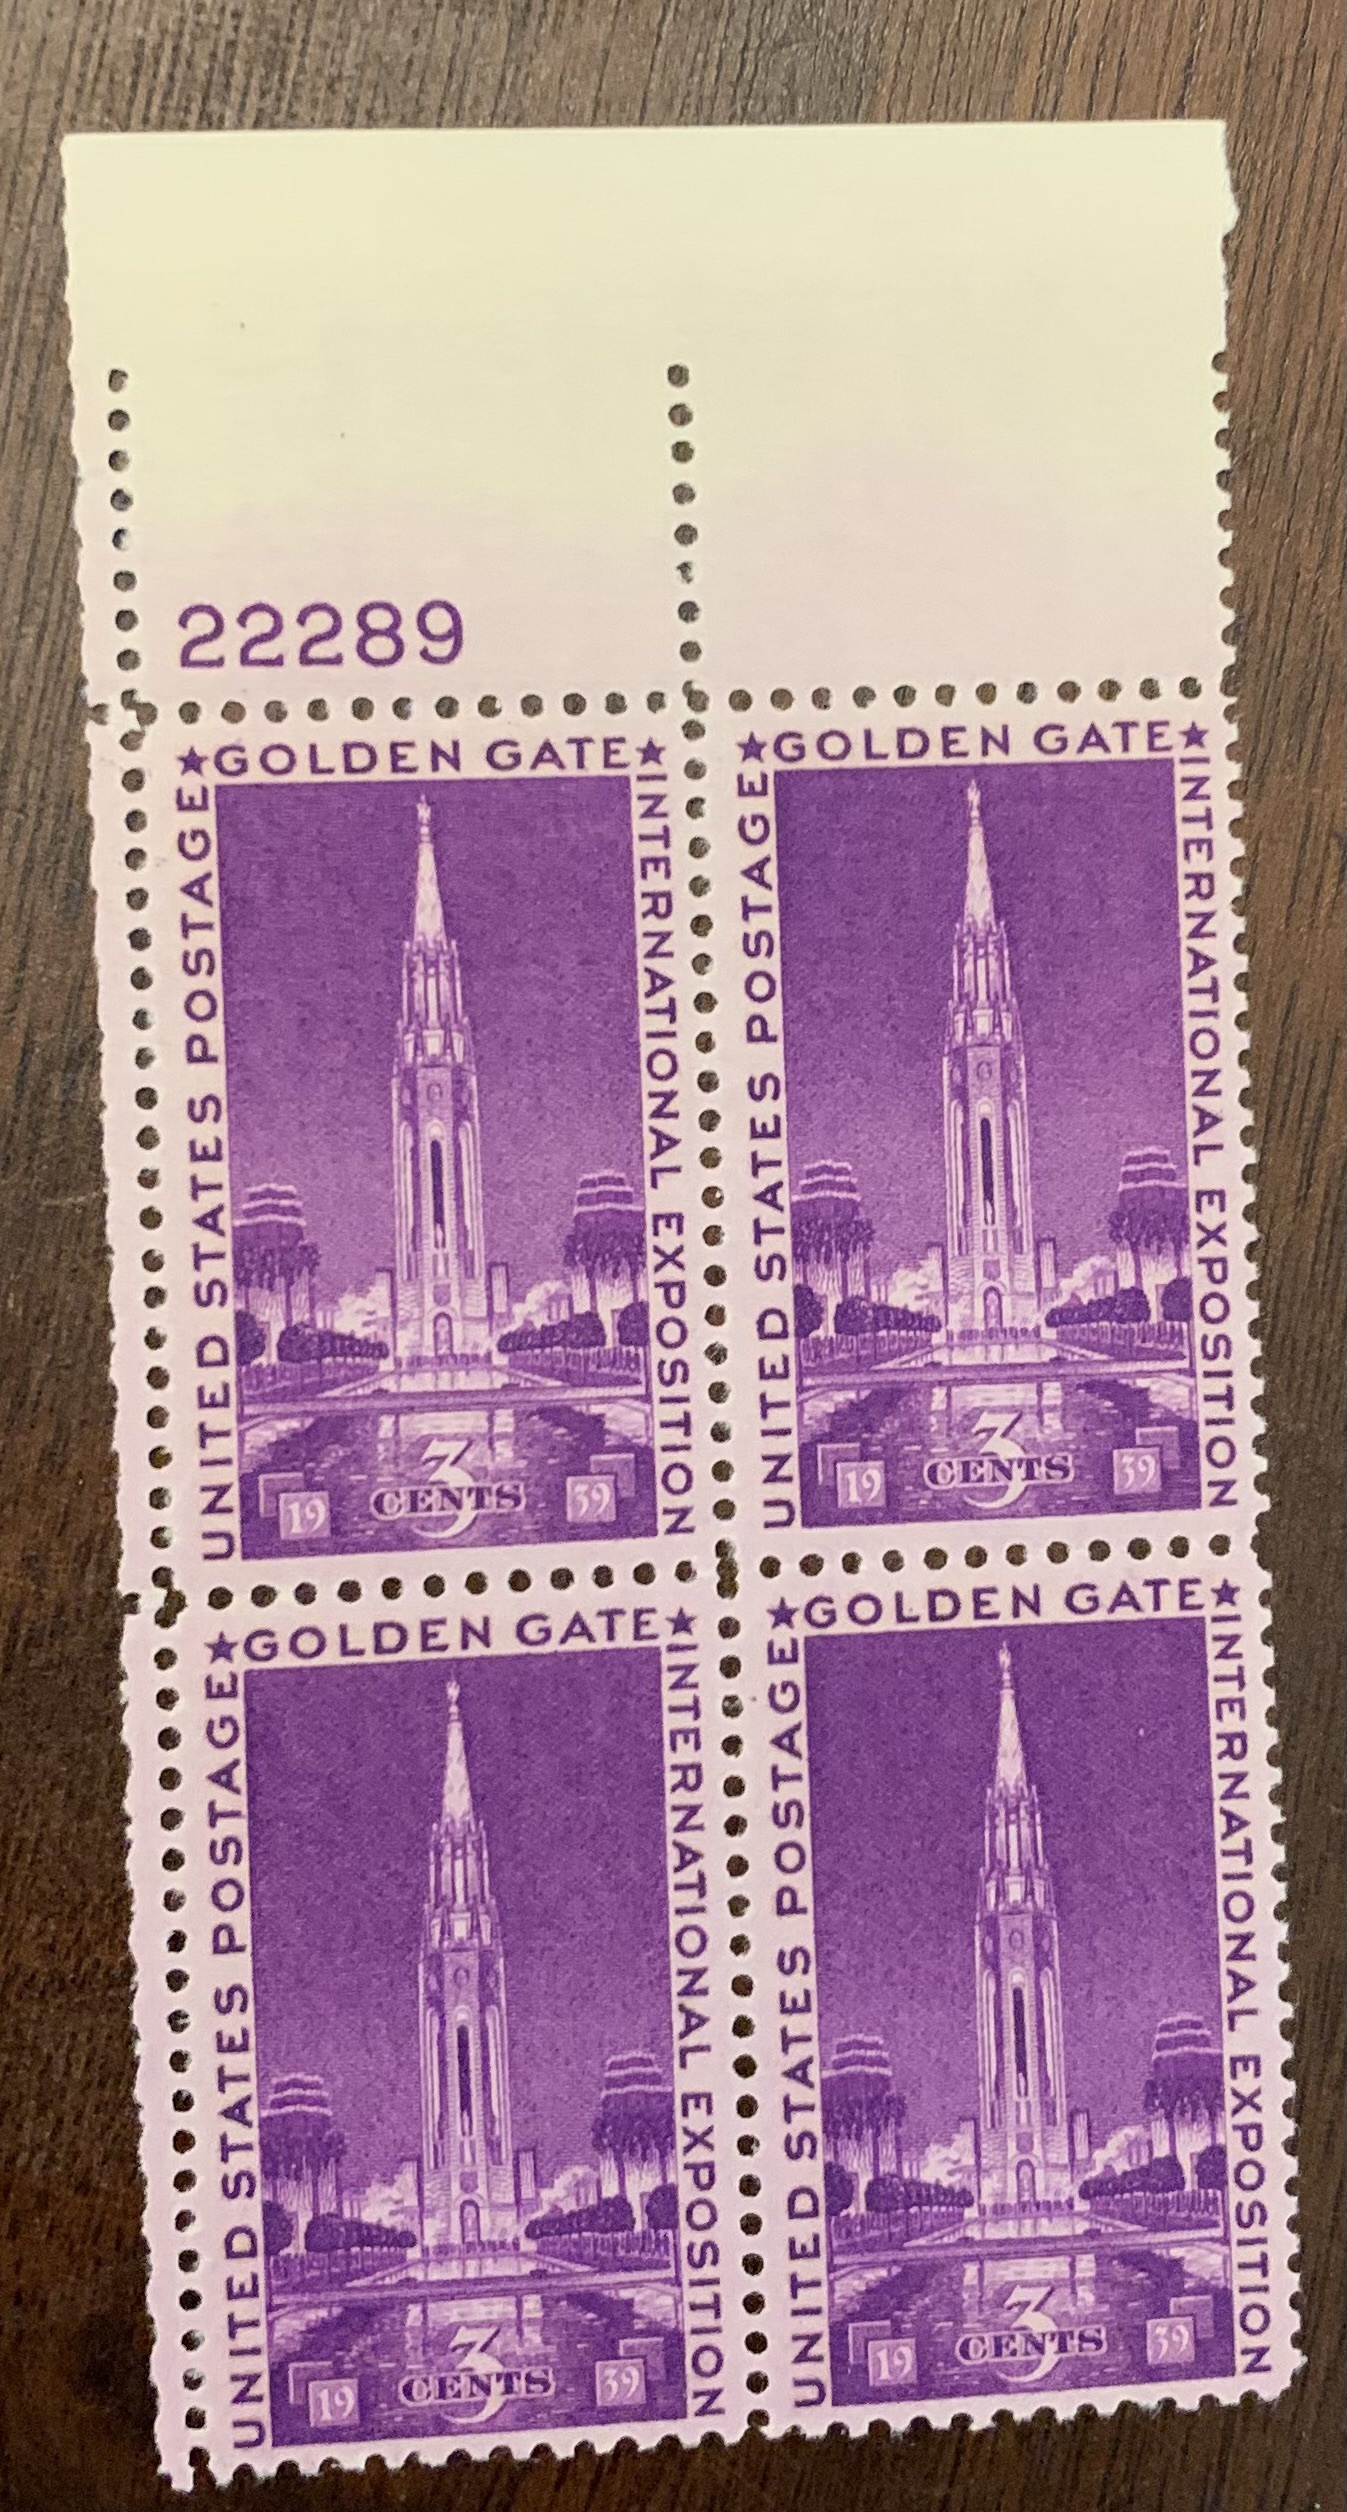 22289
★GOLDEN GATE★
UNITED STATES POSTAGE
INTERNATIONAL EXPOSITION
19
3
CENTS
39
★GOLDEN GATE★
UNITED STATES POSTAGE
INTERNATIONAL EXPOSITION
19
3
CENTS
39
★GOLDEN GATE★
UNITED STATES POSTAGE
INTERNATIONAL EXPOSITION
19
3
CENTS
39
★GOLDEN GATE★
UNITED STATES POSTAGE
INTERNATIONAL EXPOSITION
19
3
CENTS
39